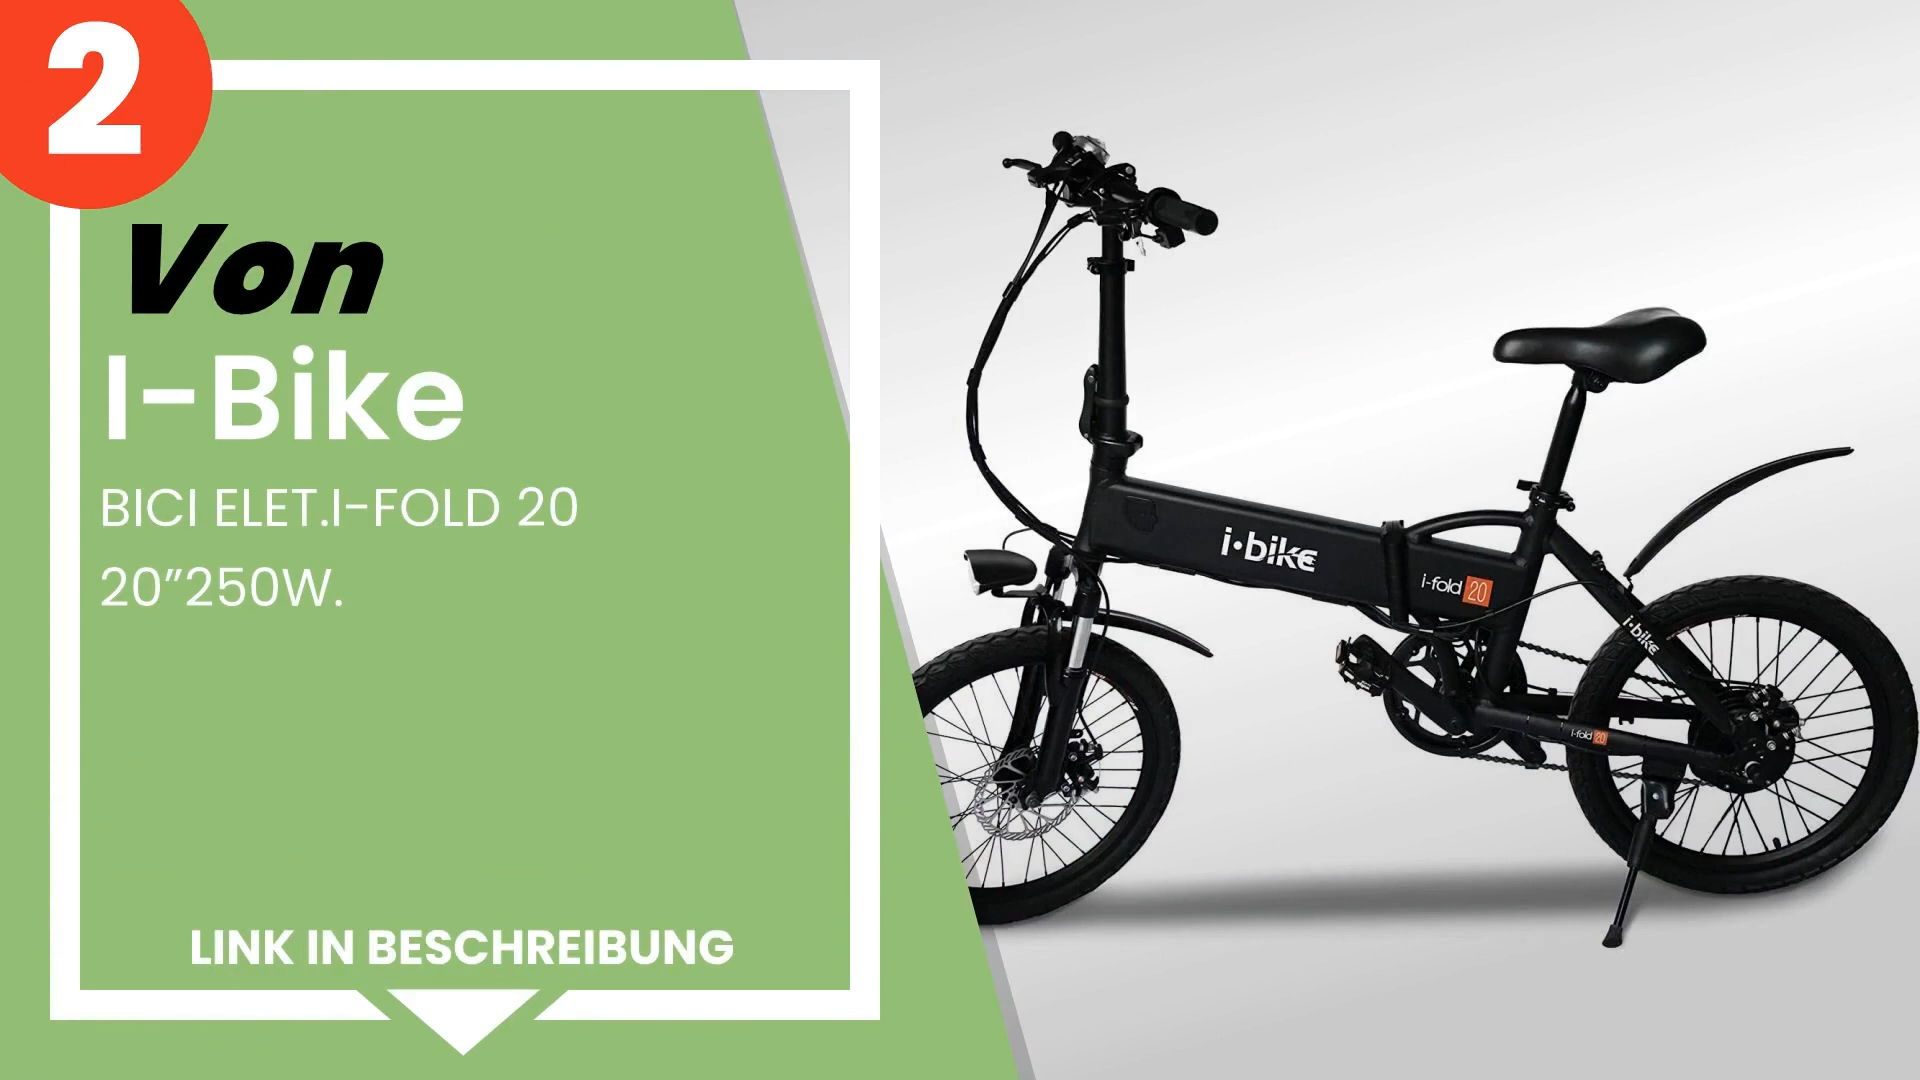 2
Von
I-Bike
BICI ELET.I-FOLD 20
20”250W.
LINK IN BESCHREIBUNG
i·bike
i-fold 20
i·bike
i-fold 20